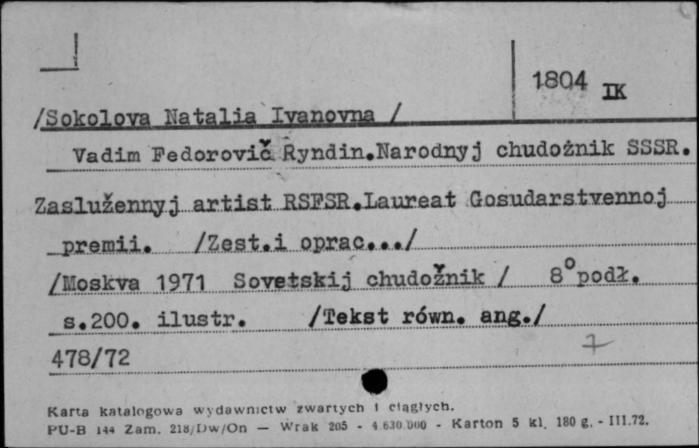 1804 IK
/Sokolova Natalia Ivanovna /
Vadim Fedorovič Ryndin.Narodnyj chudožnik SSSR.
Zaslužennyj artist RSFSR.Laureat Gosudarstvennoj
premii. /Zest.i oprac.../
/Moskva 1971 Sovetskij chudožnik / 8° podł.
s.200. ilustr. /Tekst równ. ang./
478/72 7
Karta katalogowa wydawnictw zwartych i ciągłych.
PU-B 144 Zam. 218/Dw/On — Wrak 205 - 4.630.000 - Karton 5 kl. 180 g. - III.72.